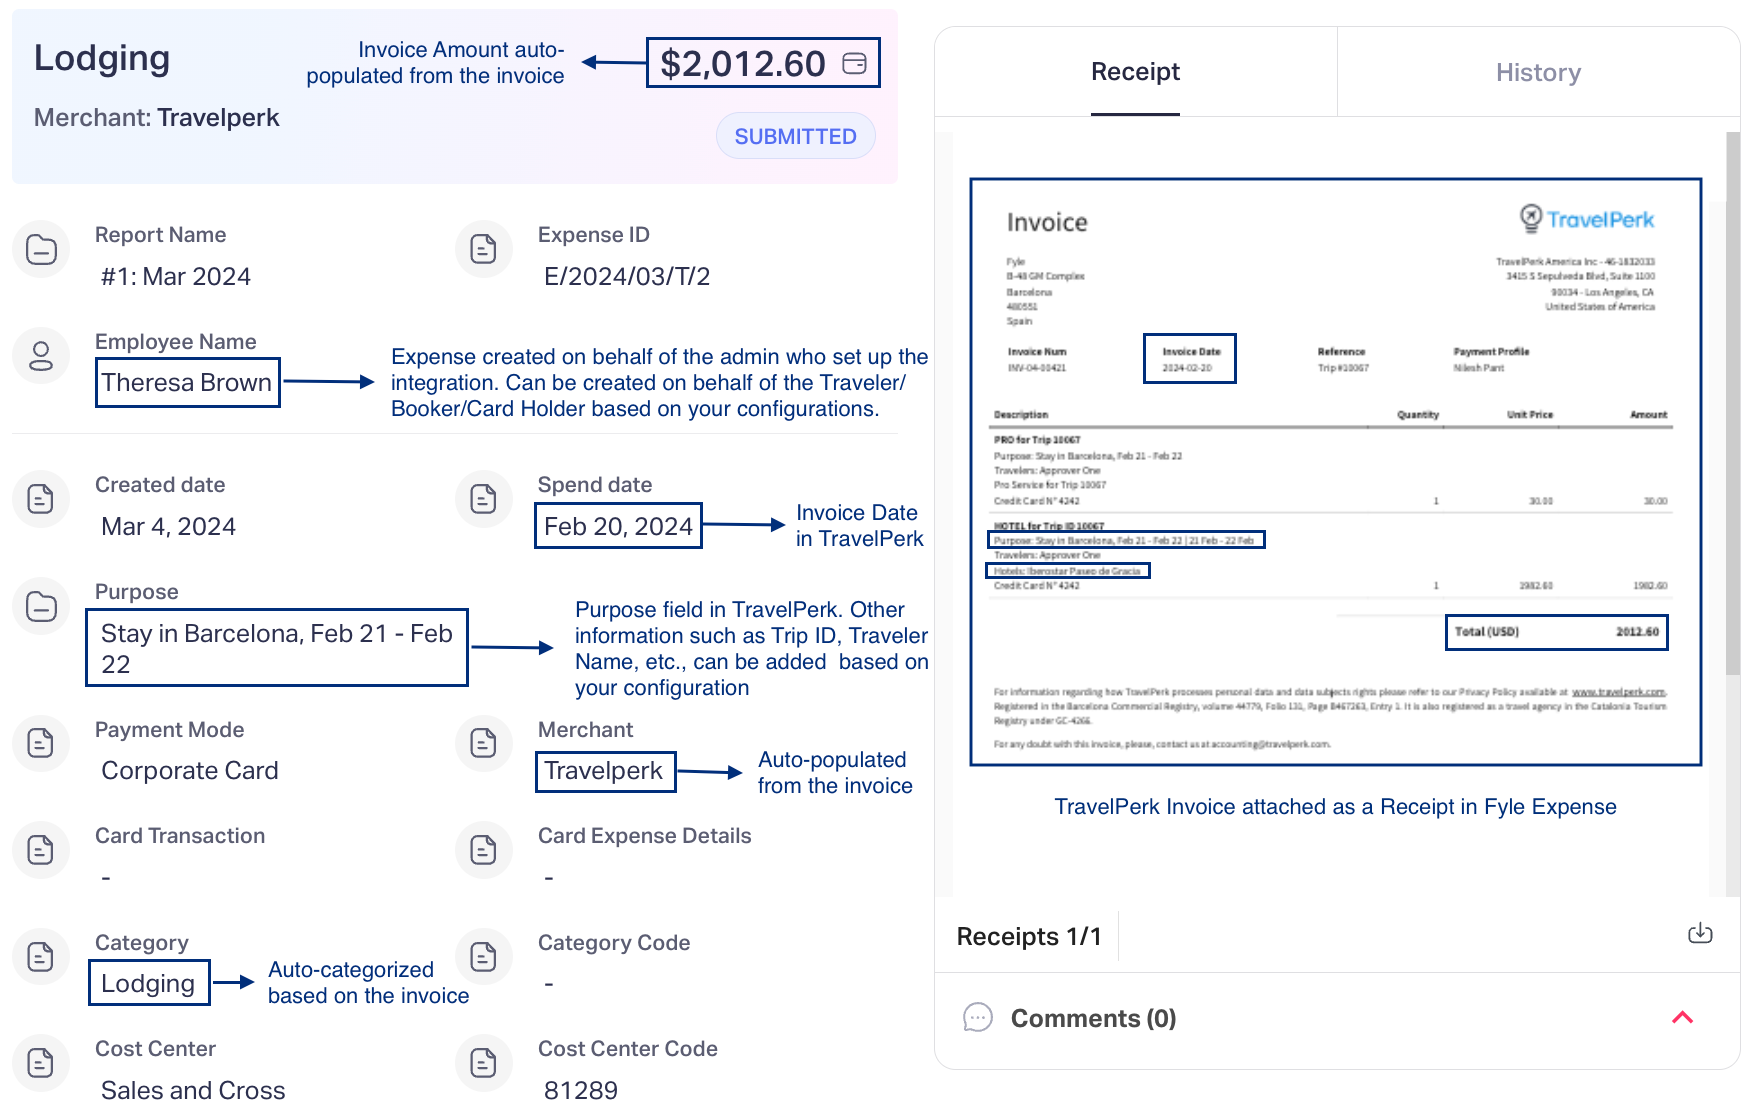 Lodging
Invoice Amount auto-
populated from the invoice
$2,012.60
Merchant: Travelperk
SUBMITTED
Report Name
#1: Mar 2024
Expense ID
E/2024/03/T/2
Employee Name
Theresa Brown
Expense created on behalf of the admin who set up the
integration. Can be created on behalf of the Traveler/
Booker/Card Holder based on your configurations.
Created date
Mar 4, 2024
Spend date
Feb 20, 2024
Invoice Date
in TravelPerk
Purpose
Stay in Barcelona, Feb 21 - Feb
22
Purpose field in TravelPerk. Other
information such as Trip ID, Traveler
Name, etc., can be added  based on
your configuration
Payment Mode
Corporate Card
Merchant
Travelperk
Auto-populated
from the invoice
Card Transaction
-
Card Expense Details
-
Category
Lodging
Auto-categorized
based on the invoice
Category Code
-
Cost Center
Sales and Cross
Cost Center Code
81289
Receipt
History
Invoice
TravelPerk
Fyle
B-48 GM Complex
Barcelona
480551
Spain
TravelPerk America Inc - 46-1832033
3415 S Sepulveda Blvd, Suite 1100
90034 - Los Angeles, CA
United States of America
Invoice Num
INV-04-00421
Invoice Date
2024-02-20
Reference
Trip #10067
Payment Profile
Nilesh Pant
Description Quantity Unit Price Amount
PRO for Trip 10067
Purpose: Stay in Barcelona, Feb 21 - Feb 22
Travelers: Approver One
Pro Service for Trip 10067
Credit Card N° 4242 1 30.00 30.00
HOTEL for Trip ID 10067
Purpose: Stay in Barcelona, Feb 21 - Feb 22 | 21 Feb - 22 Feb
Travelers: Approver One
Hotels: Iberostar Paseo de Gracia
Credit Card N° 4242 1 1982.60 1982.60
Total (USD) 2012.60
For information regarding how TravelPerk processes personal data and data subjects rights please refer to our Privacy Policy available at www.travelperk.com.
Registered in the Barcelona Commercial Registry, volume 44779, Folio 131, Page B467263, Entry 1. It is also registered as a travel agency in the Catalonia Tourism
Registry under GC-4266.
For any doubt with this invoice, please, contact us at accounting@travelperk.com.
TravelPerk Invoice attached as a Receipt in Fyle Expense
Receipts 1/1
Comments (0)